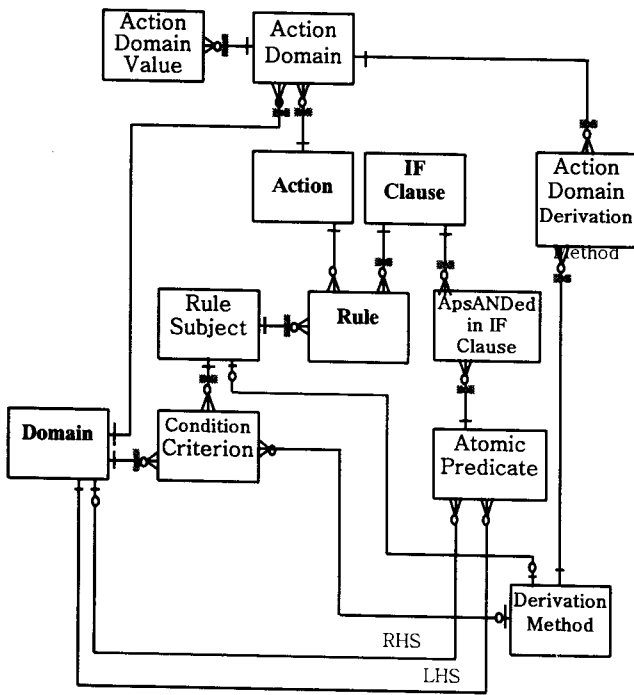 Action
Domain
Value
Action
Domain
Action
IF
Clause
Action
Domain
Derivation
Method
Rule
Subject
Rule
ApsANDed
in IF
Clause
Domain
Condition
Criterion
Atomic
Predicate
Derivation
Method
RHS
LHS